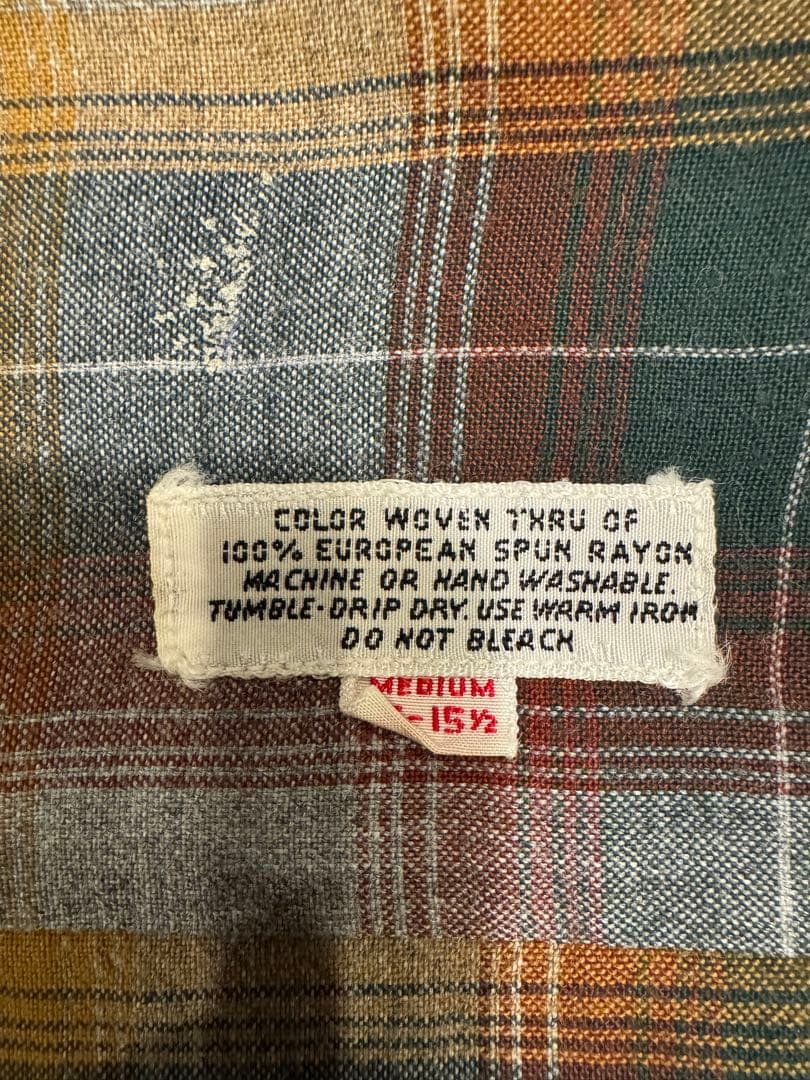 COLOR WOVEN THRU OF
100% EUROPEAN SPUN RAYON
MACHINE OR HAND WASHABLE.
TUMBLE-DRIP DRY. USE WARM IRON
DO NOT BLEACH
MEDIUM
-15½